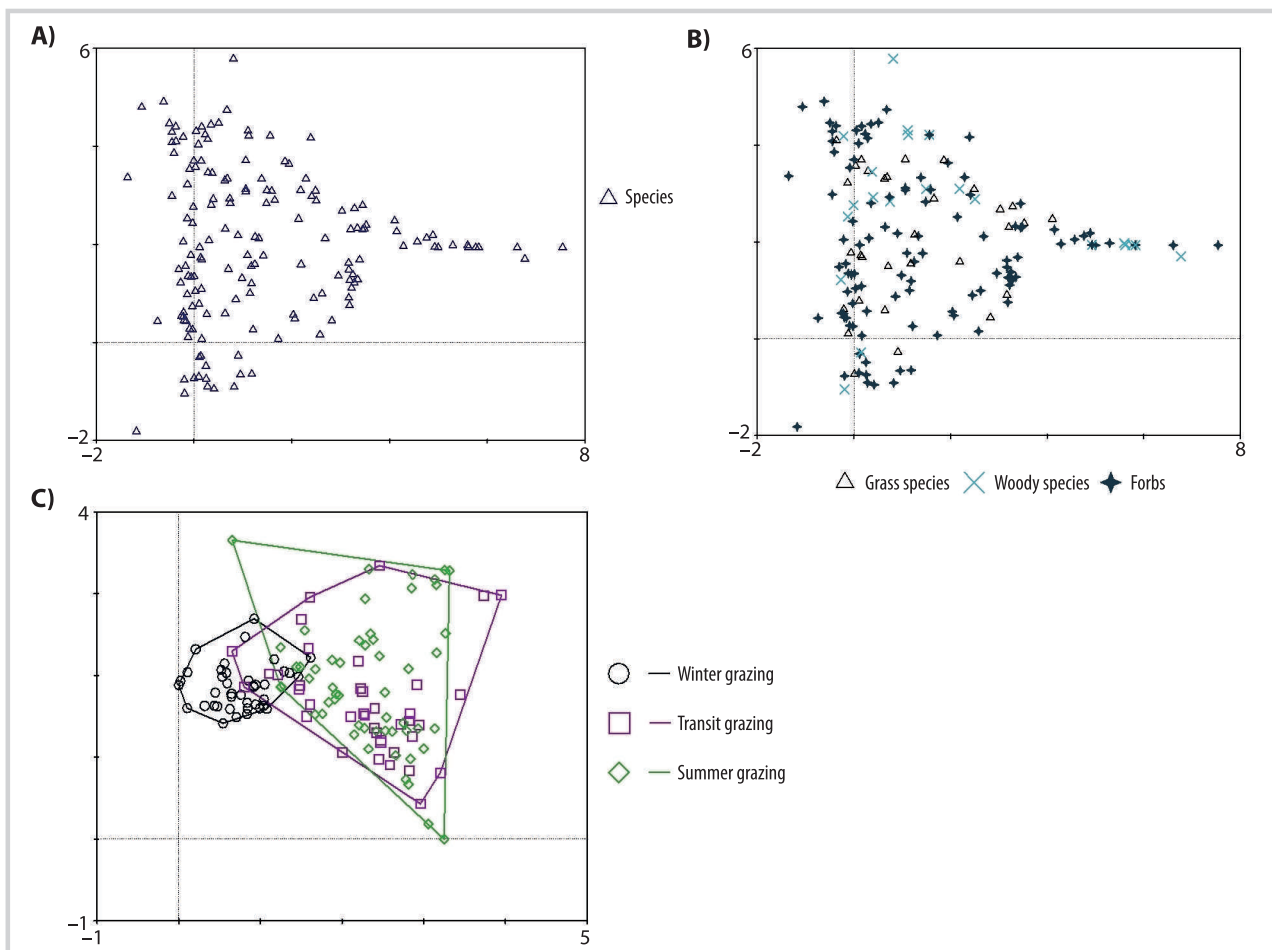 A)
6
−2
−2
8
Species
B)
6
−2
−2
8
Grass species
Woody species
Forbs
C)
4
−1
−1
5
Winter grazing
Transit grazing
Summer grazing